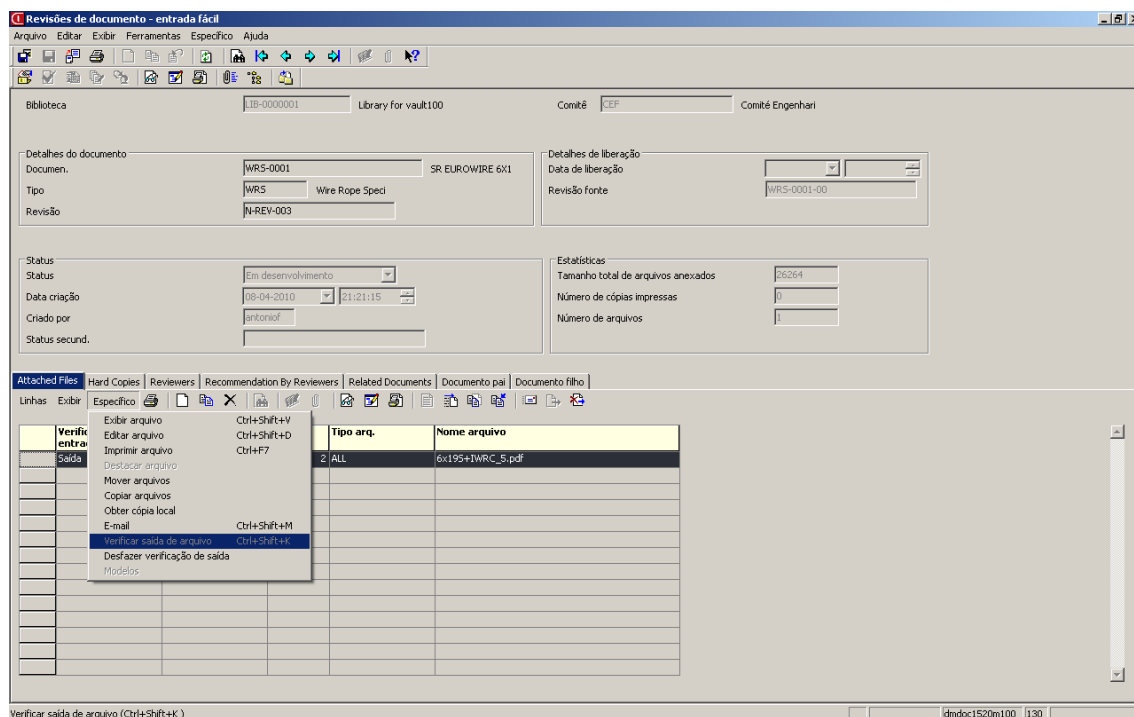 Revisões de documento - entrada fácil
Arquivo Editar Exibir Ferramentas Específico Ajuda
Biblioteca LIB-0000001 Library for vault100 Comitê CEF Comité Engenhari
Detalhes do documento Detalhes de liberação
Documen. WRS-0001 SR EUROWIRE 6X1 Data de liberação
Tipo WRS Wire Rope Speci Revisão fonte WRS-0001-00
Revisão N-REV-003
Status Estatísticas
Status Em desenvolvimento Tamanho total de arquivos anexados 26264
Data criação 08-04-2010 21:21:15 Número de cópias impressas 0
Criado por antoniof Número de arquivos 1
Status secund.
Attached Files Hard Copies Reviewers Recommendation By Reviewers Related Documents Documento pai Documento filho
Linhas Exibir Específico
Exibir arquivo Ctrl+Shift+V
Editar arquivo Ctrl+Shift+D
Imprimir arquivo Ctrl+F7
Destacar arquivo
Mover arquivos
Copiar arquivos
Obter cópia local
E-mail Ctrl+Shift+M
Verificar saída de arquivo Ctrl+Shift+K
Desfazer verificação de saída
Modelos
Verific
entra
Tipo arq. Nome arquivo
Saída 2 ALL 6x19S+IWRC_5.pdf
Verificar saída de arquivo (Ctrl+Shift+K ) dmdoc1520m100 130